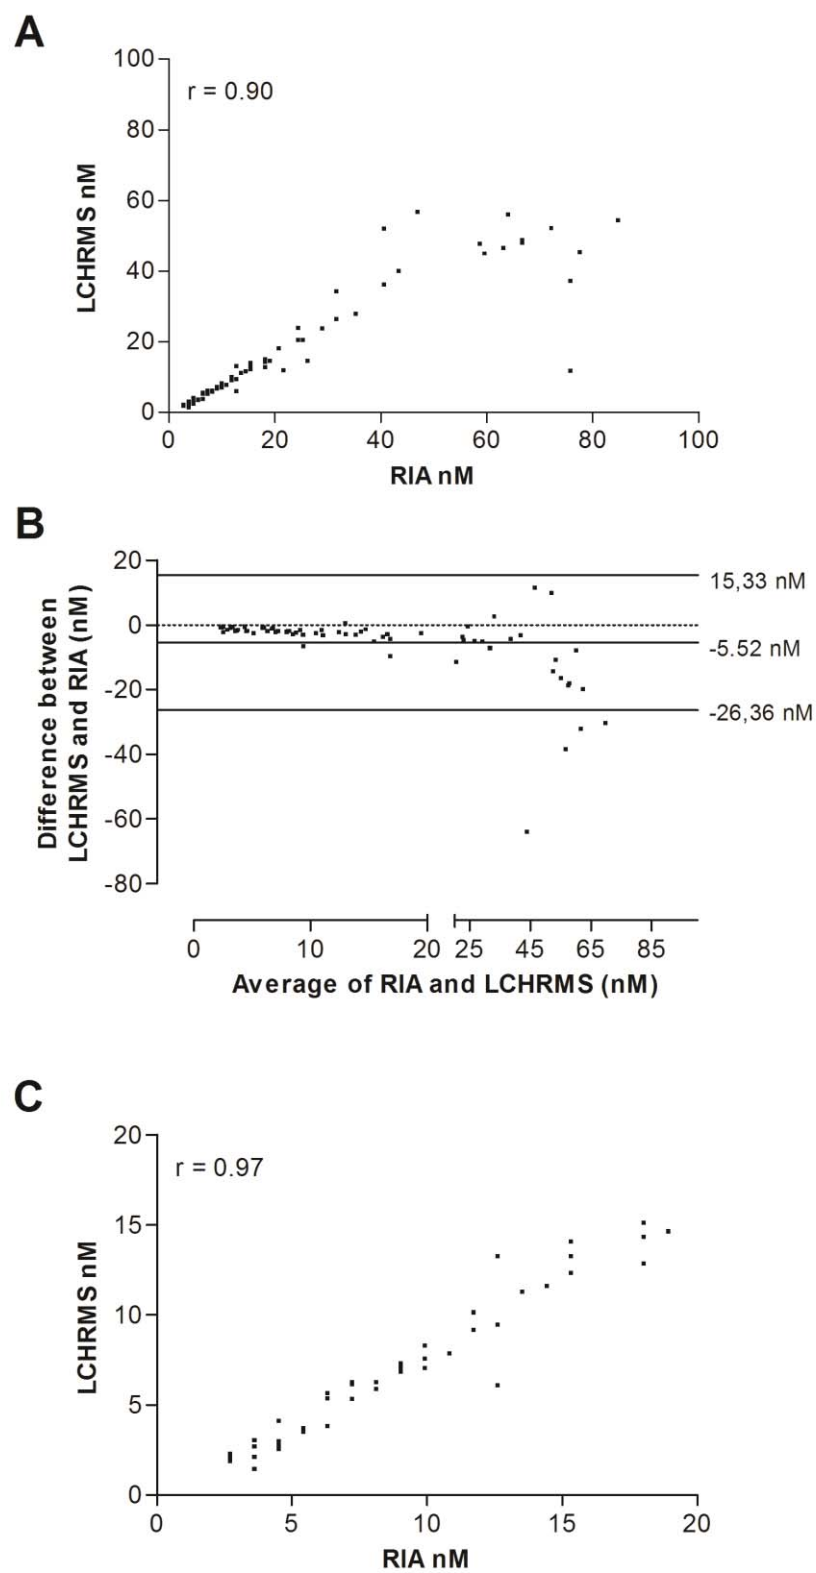 A
100
r = 0.90
80
60
40
20
0
LCHRMS nM
0 20 40 60 80 100
RIA nM
B
20
0
-20
-40
-60
-80
Difference between
LCHRMS and RIA (nM)
15,33 nM
-5.52 nM
-26,36 nM
0 10 20 25 45 65 85
Average of RIA and LCHRMS (nM)
C
20
r = 0.97
15
10
5
0
LCHRMS nM
0 5 10 15 20
RIA nM